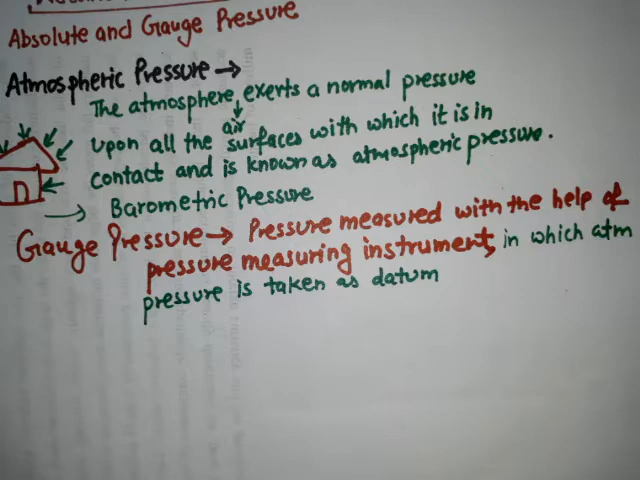 Absolute and Gauge Pressure
Atmospheric Pressure →
The atmosphere, exerts a normal pressure
air
upon all the surfaces with which it is in
contact and is known as atmospheric pressure.
→ Barometric Pressure
Gauge Pressure → Pressure measured with the help of
pressure measuring instrument, in which atm
pressure is taken as datum